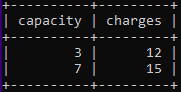 +----------+---------+
| capacity | charges |
+----------+---------+
|        3 |      12 |
|        7 |      15 |
+----------+---------+